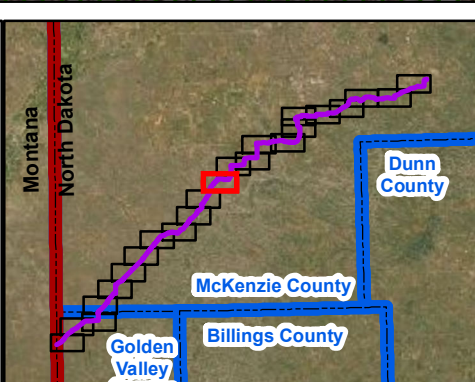 Montana
North Dakota
Dunn
County
McKenzie County
Billings County
Golden
Valley